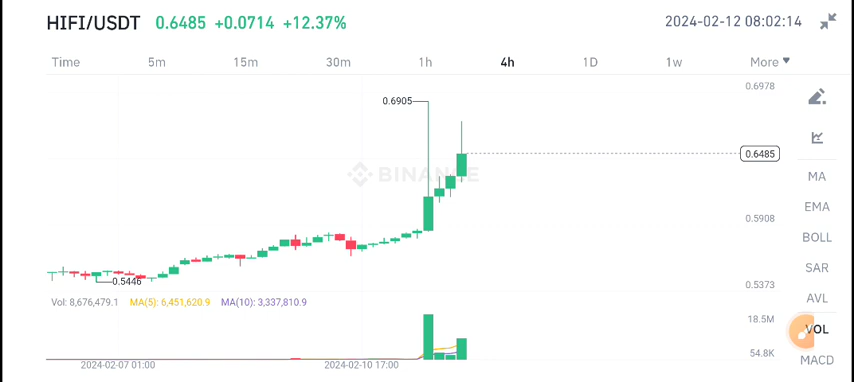 HIFI/USDT 0.6485 +0.0714 +12.37% 2024-02-12 08:02:14
Time 5m 15m 30m 1h 4h 1D 1w More
0.6978
0.6905
BINANCE
0.6485
0.5908
0.5446
0.5373
Vol: 8,676,479.1 MA(5): 6,451,620.9 MA(10): 3,337,810.9
18.5M
54.8K
2024-02-07 01:00 2024-02-10 17:00
MA
EMA
BOLL
SAR
AVL
VOL
MACD